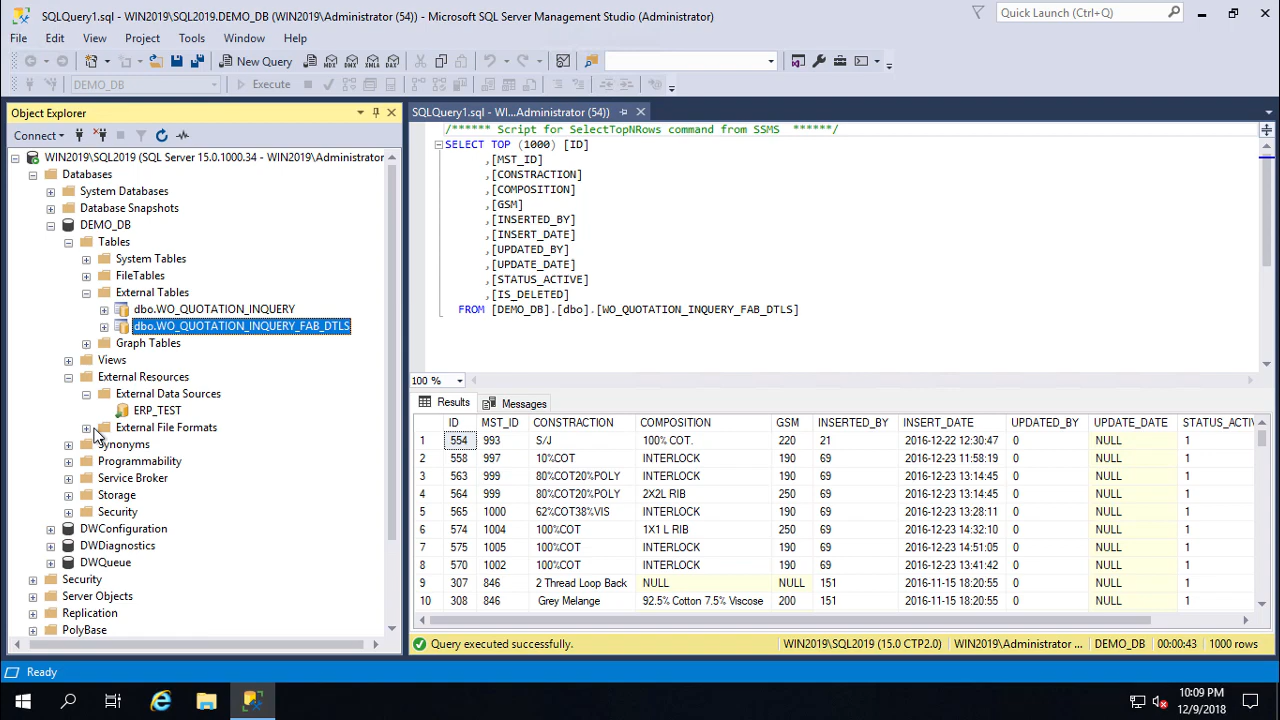 SQLQuery1.sql - WIN2019\SQL2019.DEMO_DB (WIN2019\Administrator (54)) - Microsoft SQL Server Management Studio (Administrator)
Quick Launch (Ctrl+Q)
File Edit View Project Tools Window Help
New Query
MDX DMX XMLA DAX
DEMO_DB
Execute
Object Explorer
Connect
WIN2019\SQL2019 (SQL Server 15.0.1000.34 - WIN2019\Administrator
Databases
System Databases
Database Snapshots
DEMO_DB
Tables
System Tables
FileTables
External Tables
dbo.WO_QUOTATION_INQUERY
dbo.WO_QUOTATION_INQUERY_FAB_DTLS
Graph Tables
Views
External Resources
External Data Sources
ERP_TEST
External File Formats
Synonyms
Programmability
Service Broker
Storage
Security
DWConfiguration
DWDiagnostics
DWQueue
Security
Server Objects
Replication
PolyBase
SQLQuery1.sql - WI...Administrator (54))
/****** Script for SelectTopNRows command from SSMS  ******/
SELECT TOP (1000) [ID]
,[MST_ID]
,[CONSTRACTION]
,[COMPOSITION]
,[GSM]
,[INSERTED_BY]
,[INSERT_DATE]
,[UPDATED_BY]
,[UPDATE_DATE]
,[STATUS_ACTIVE]
,[IS_DELETED]
FROM [DEMO_DB].[dbo].[WO_QUOTATION_INQUERY_FAB_DTLS]
100 %
Results Messages
ID MST_ID CONSTRACTION COMPOSITION GSM INSERTED_BY INSERT_DATE UPDATED_BY UPDATE_DATE STATUS_ACTIV
1 554 993 S/J 100% COT. 220 21 2016-12-22 12:30:47 0 NULL 1
2 558 997 10%COT INTERLOCK 190 69 2016-12-23 11:58:19 0 NULL 1
3 563 999 80%COT20%POLY INTERLOCK 190 69 2016-12-23 13:14:45 0 NULL 1
4 564 999 80%COT20%POLY 2X2L RIB 250 69 2016-12-23 13:14:45 0 NULL 1
5 565 1000 62%COT38%VIS INTERLOCK 190 69 2016-12-23 13:28:11 0 NULL 1
6 574 1004 100%COT 1X1 L RIB 250 69 2016-12-23 14:32:10 0 NULL 1
7 575 1005 100%COT INTERLOCK 190 69 2016-12-23 14:51:05 0 NULL 1
8 570 1002 100%COT INTERLOCK 190 69 2016-12-23 13:41:42 0 NULL 1
9 307 846 2 Thread Loop Back NULL NULL 151 2016-11-15 18:20:55 0 NULL 1
10 308 846 Grey Melange 92.5% Cotton 7.5% Viscose 200 151 2016-11-15 18:20:55 0 NULL 1
Query executed successfully. WIN2019\SQL2019 (15.0 CTP2.0) WIN2019\Administrator ... DEMO_DB 00:00:43 1000 rows
Ready
10:09 PM
12/9/2018